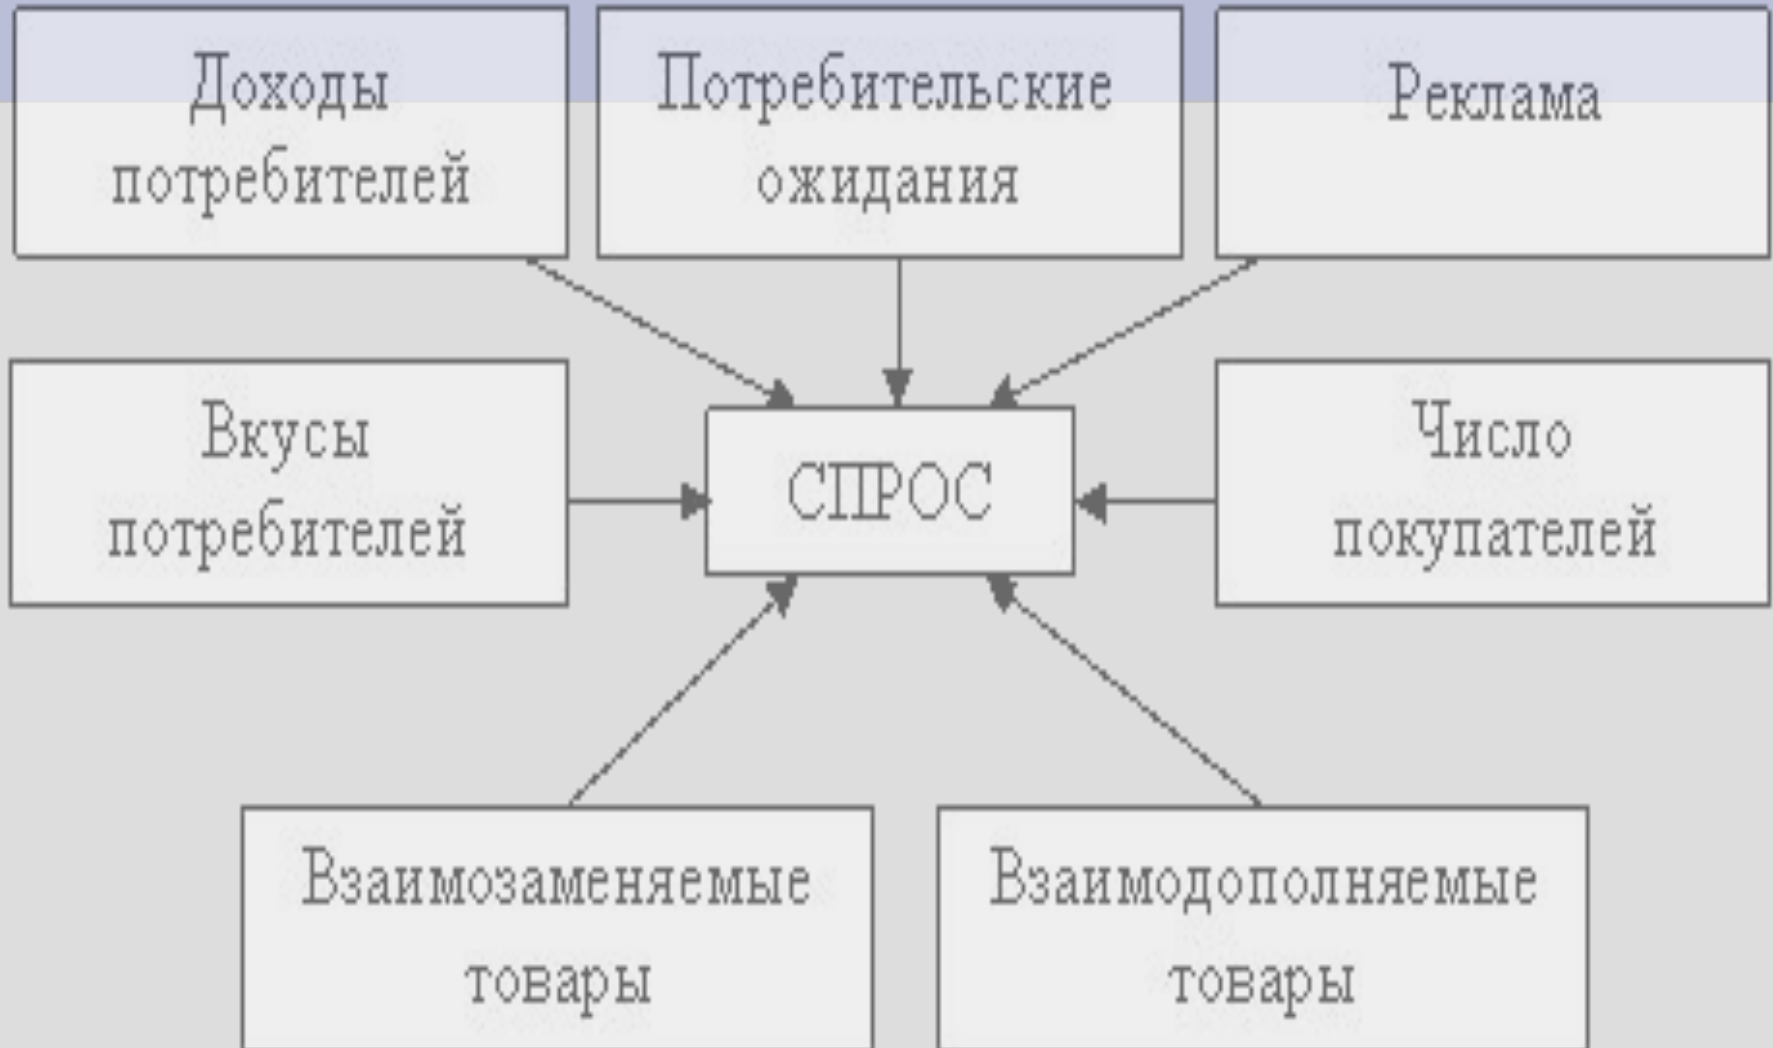 Доходы
потребителей
Потребительские
ожидания
Реклама
Вкусы
потребителей
СПРОС
Число
покупателей
Взаимозаменяемые
товары
Взаимодополняемые
товары